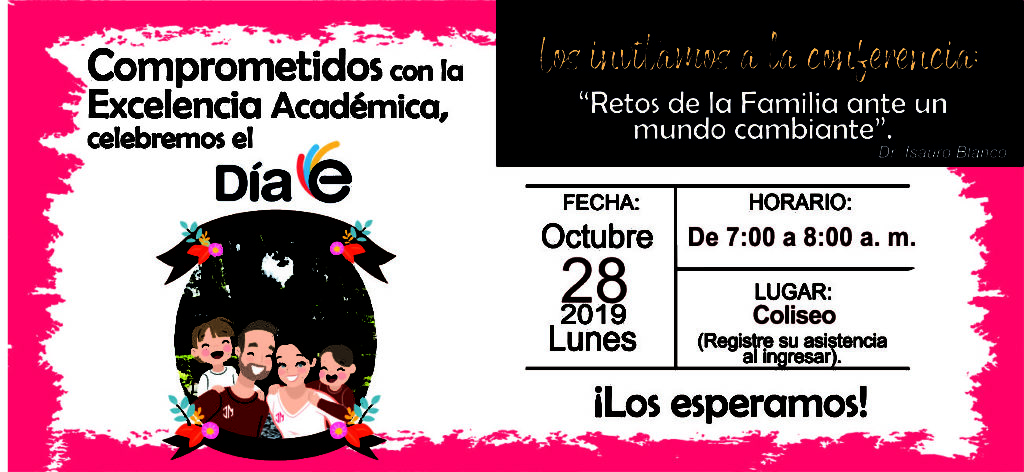 Comprometidos con la
Excelencia Académica,
celebremos el
Día e
Los invitamos a la conferencia:
“Retos de la Familia ante un
mundo cambiante”.
Dr. Isauro Blanco
FECHA:
Octubre
28
2019
Lunes
HORARIO:
De 7:00 a 8:00 a. m.
LUGAR:
Coliseo
(Registre su asistencia
al ingresar).
¡Los esperamos!